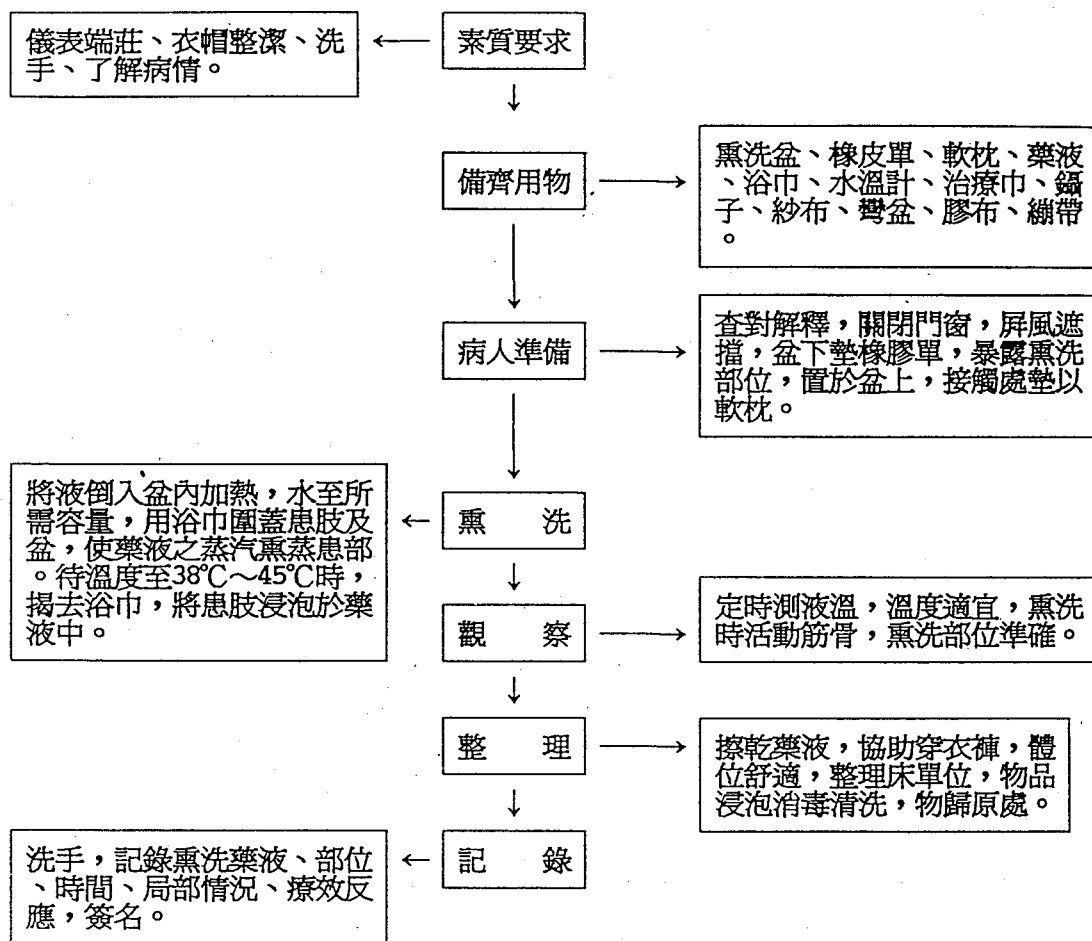 素質要求
儀表端莊、衣帽整潔、洗
手、了解病情。
備齊用物
熏洗盆、橡皮單、軟枕、藥液
、浴巾、水溫計、治療巾、鑷
子、紗布、彎盆、膠布、繃帶
。
病人準備
查對解釋，關閉門窗，屏風遮
擋，盆下墊橡膠單，暴露熏洗
部位，置於盆上，接觸處墊以
軟枕。
熏　洗
將液倒入盆內加熱，水至所
需容量，用浴巾圍蓋患肢及
盆，使藥液之蒸汽熏蒸患部
。待溫度至38℃～45℃時，
揭去浴巾，將患肢浸泡於藥
液中。
觀　察
定時測液溫，溫度適宜，熏洗
時活動筋骨，熏洗部位準確。
整　理
擦乾藥液，協助穿衣褲，體
位舒適，整理床單位，物品
浸泡消毒清洗，物歸原處。
記　錄
洗手，記錄熏洗藥液、部位
、時間、局部情況、療效反
應，簽名。